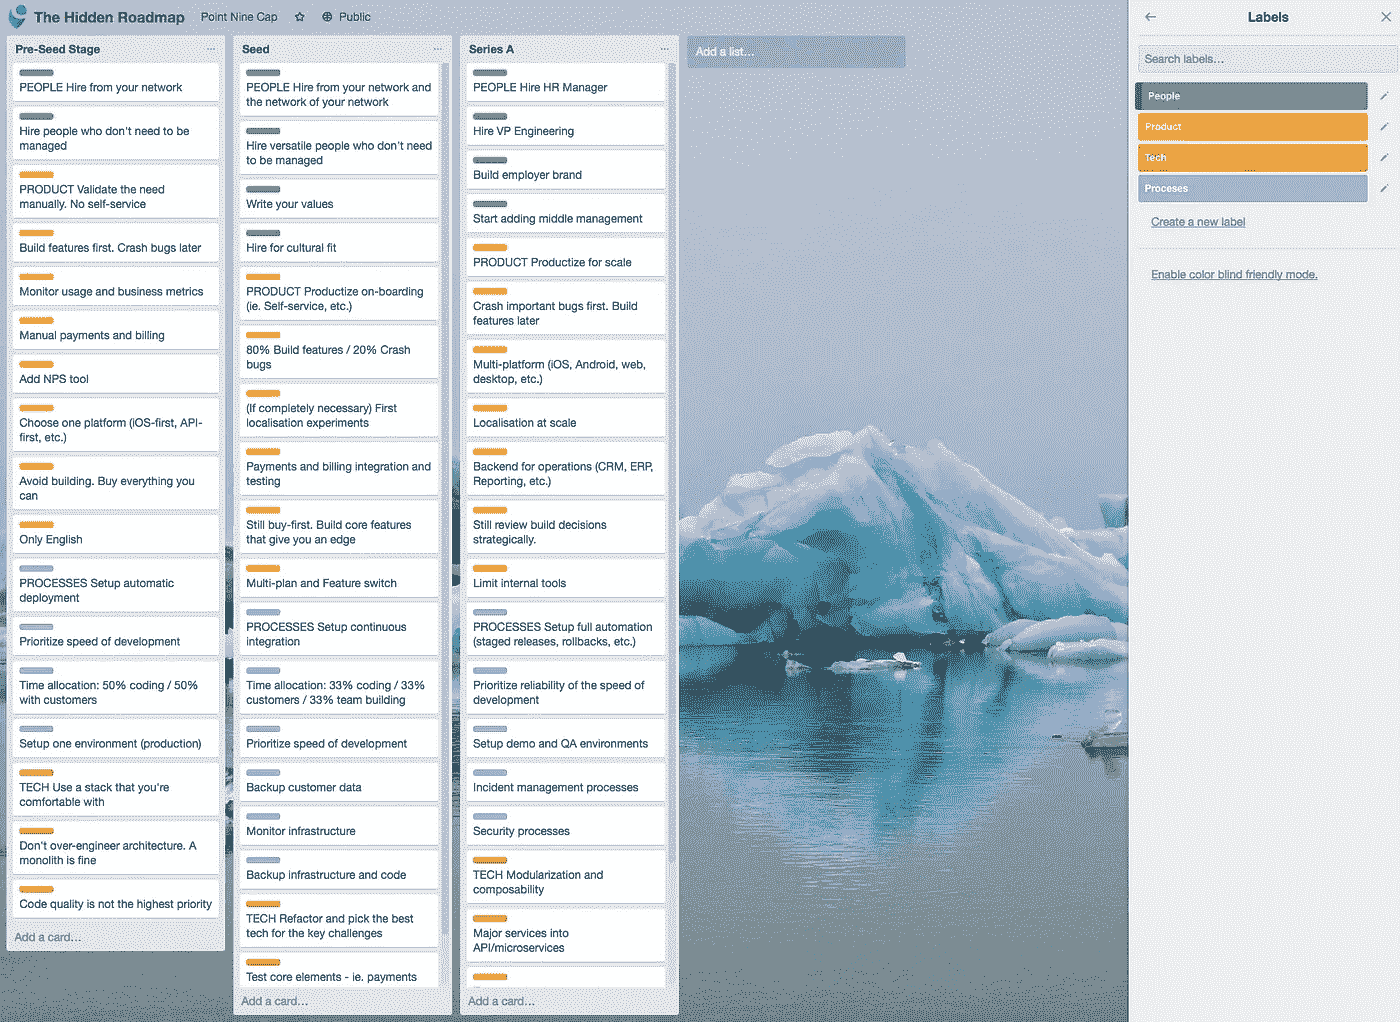 The Hidden Roadmap
Point Nine Cap
Public
Pre-Seed Stage
PEOPLE Hire from your network
Hire people who don't need to be
managed
PRODUCT Validate the need
manually. No self-service
Build features first. Crash bugs later
Monitor usage and business metrics
Manual payments and billing
Add NPS tool
Choose one platform (iOS-first, API-
first, etc.)
Avoid building. Buy everything you
can
Only English
PROCESSES Setup automatic
deployment
Prioritize speed of development
Time allocation: 50% coding / 50%
with customers
Setup one environment (production)
TECH Use a stack that you're
comfortable with
Don't over-engineer architecture. A
monolith is fine
Code quality is not the highest priority
Add a card...
Seed
PEOPLE Hire from your network and
the network of your network
Hire versatile people who don't need
to be managed
Write your values
Hire for cultural fit
PRODUCT Productize on-boarding
(ie. Self-service, etc.)
80% Build features / 20% Crash
bugs
(If completely necessary) First
localisation experiments
Payments and billing integration and
testing
Still buy-first. Build core features
that give you an edge
Multi-plan and Feature switch
PROCESSES Setup continuous
integration
Time allocation: 33% coding / 33%
customers / 33% team building
Prioritize speed of development
Backup customer data
Monitor infrastructure
Backup infrastructure and code
TECH Refactor and pick the best
tech for the key challenges
Test core elements - ie. payments
Add a card...
Series A
PEOPLE Hire HR Manager
Hire VP Engineering
Build employer brand
Start adding middle management
PRODUCT Productize for scale
Crash important bugs first. Build
features later
Multi-platform (iOS, Android, web,
desktop, etc.)
Localisation at scale
Backend for operations (CRM, ERP,
Reporting, etc.)
Still review build decisions
strategically.
Limit internal tools
PROCESSES Setup full automation
(staged releases, rollbacks, etc.)
Prioritize reliability of the speed of
development
Setup demo and QA environments
Incident management processes
Security processes
TECH Modularization and
composability
Major services into
API/microservices
Add a card...
Add a list...
Labels
Search labels...
People
Product
Tech
Proceses
Create a new label
Enable color blind friendly mode.